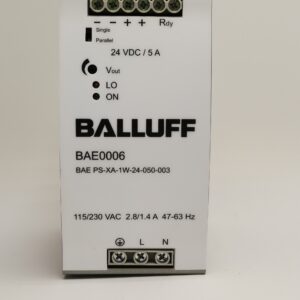 – – + + Rdy
Single
Parallel
24 VDC / 5 A
Vout
LO
ON
BALLUFF
BAE0006
BAE PS-XA-1W-24-050-003
115/230 VAC 2.8/1.4 A 47-63 Hz
L N